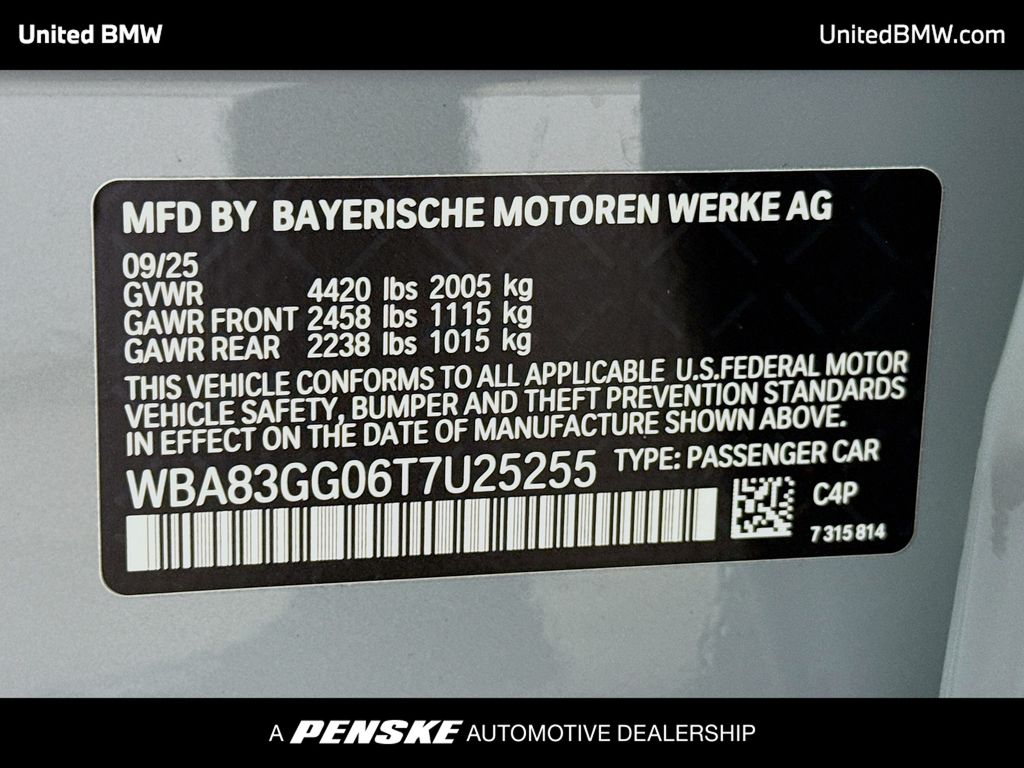 United BMW
UnitedBMW.com
MFD BY BAYERISCHE MOTOREN WERKE AG
09/25
GVWR 4420 lbs 2005 kg
GAWR FRONT 2458 lbs 1115 kg
GAWR REAR 2238 lbs 1015 kg
THIS VEHICLE CONFORMS TO ALL APPLICABLE U.S.FEDERAL MOTOR
VEHICLE SAFETY, BUMPER AND THEFT PREVENTION STANDARDS
IN EFFECT ON THE DATE OF MANUFACTURE SHOWN ABOVE.
WBA83GG06T7U25255 TYPE: PASSENGER CAR
C4P
7315814
A PENSKE AUTOMOTIVE DEALERSHIP